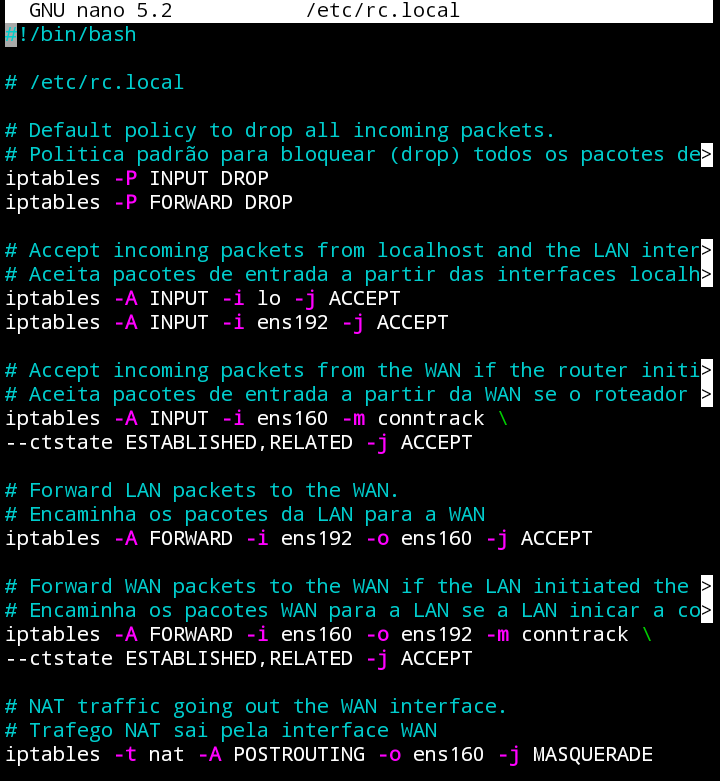 GNU nano 5.2 /etc/rc.local
#!/bin/bash
# /etc/rc.local
# Default policy to drop all incoming packets.
# Politica padrão para bloquear (drop) todos os pacotes de>
iptables -P INPUT DROP
iptables -P FORWARD DROP
# Accept incoming packets from localhost and the LAN inter>
# Aceita pacotes de entrada a partir das interfaces localh>
iptables -A INPUT -i lo -j ACCEPT
iptables -A INPUT -i ens192 -j ACCEPT
# Accept incoming packets from the WAN if the router initi>
# Aceita pacotes de entrada a partir da WAN se o roteador >
iptables -A INPUT -i ens160 -m conntrack \
--ctstate ESTABLISHED,RELATED -j ACCEPT
# Forward LAN packets to the WAN.
# Encaminha os pacotes da LAN para a WAN
iptables -A FORWARD -i ens192 -o ens160 -j ACCEPT
# Forward WAN packets to the WAN if the LAN initiated the >
# Encaminha os pacotes WAN para a LAN se a LAN inicar a co>
iptables -A FORWARD -i ens160 -o ens192 -m conntrack \
--ctstate ESTABLISHED,RELATED -j ACCEPT
# NAT traffic going out the WAN interface.
# Trafego NAT sai pela interface WAN
iptables -t nat -A POSTROUTING -o ens160 -j MASQUERADE